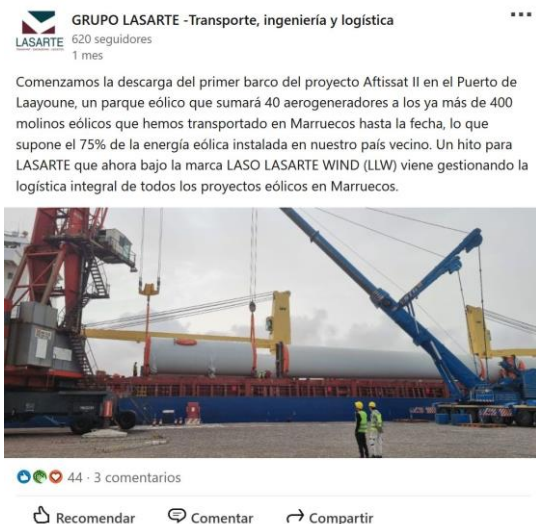 GRUPO LASARTE -Transporte, ingeniería y logística
620 seguidores
1 mes
LASARTE
Comenzamos la descarga del primer barco del proyecto Aftissat II en el Puerto de
Laayoune, un parque eólico que sumará 40 aerogeneradores a los ya más de 400
molinos eólicos que hemos transportado en Marruecos hasta la fecha, lo que
supone el 75% de la energía eólica instalada en nuestro país vecino. Un hito para
LASARTE que ahora bajo la marca LASO LASARTE WIND (LLW) viene gestionando la
logística integral de todos los proyectos eólicos en Marruecos.
44 · 3 comentarios
Recomendar
Comentar
Compartir